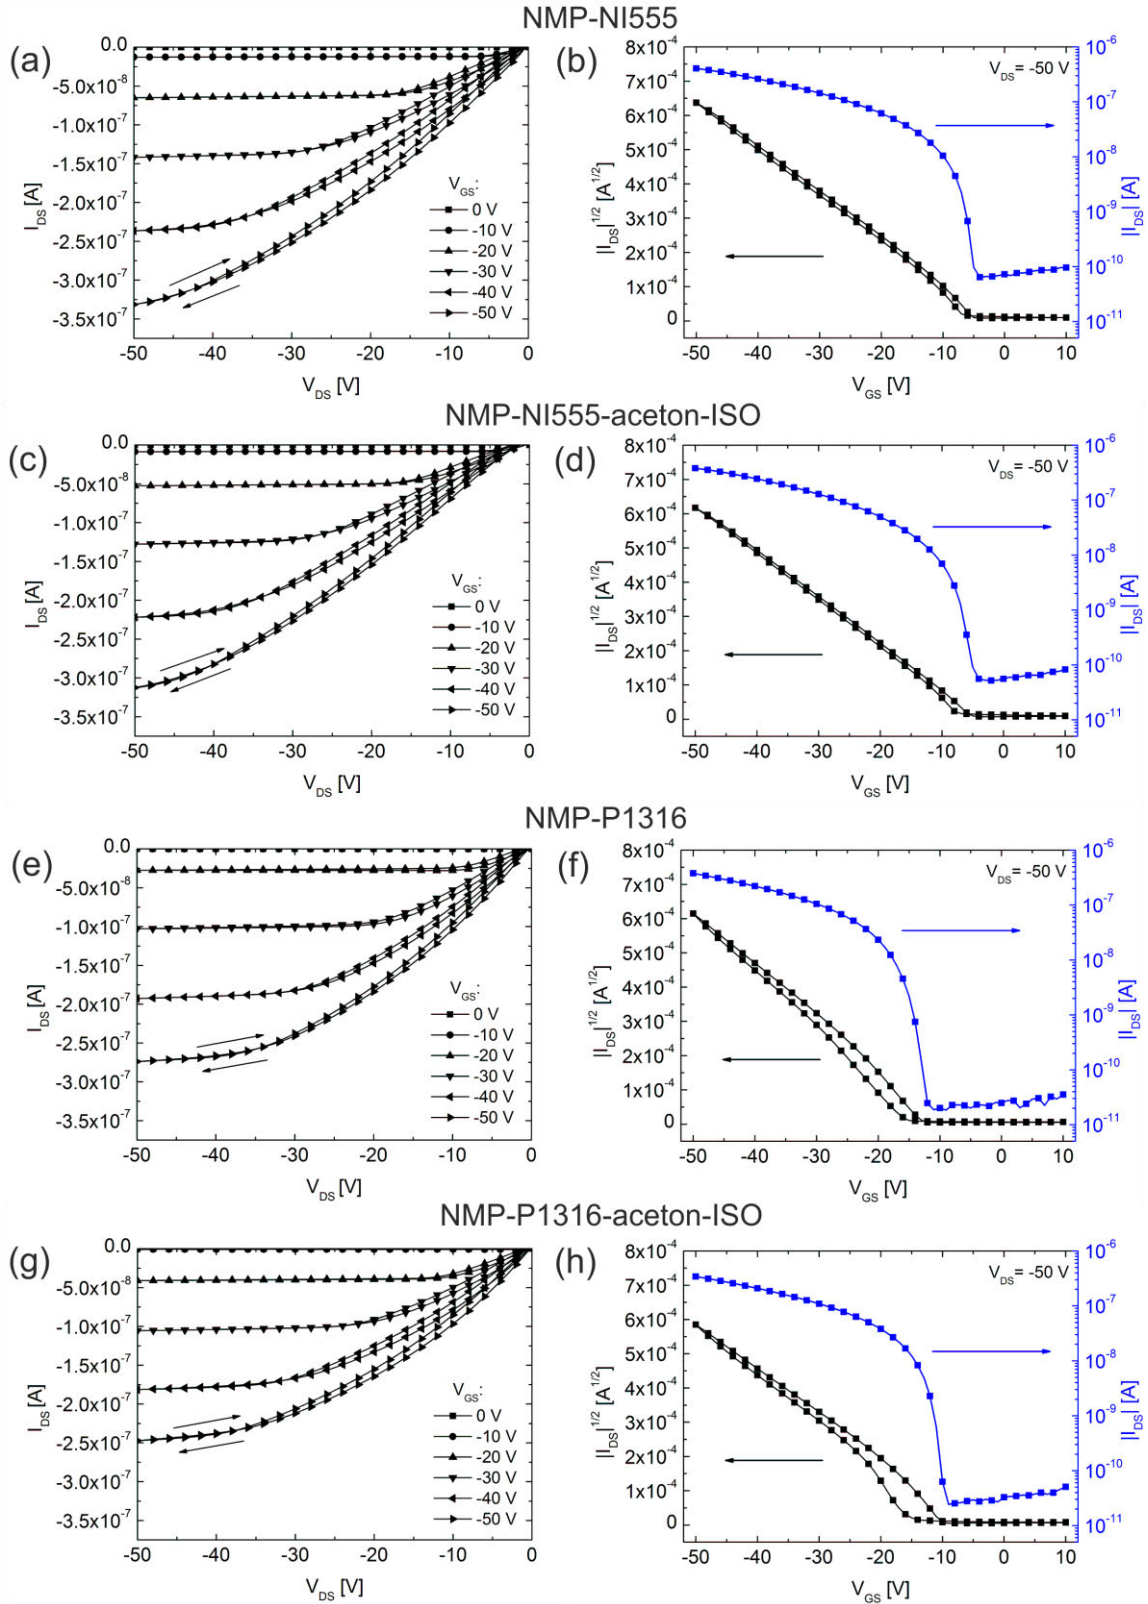 NMP-NI555
(a)
0.0
-5.0x10⁻⁸
-1.0x10⁻⁷
-1.5x10⁻⁷
-2.0x10⁻⁷
-2.5x10⁻⁷
-3.0x10⁻⁷
-3.5x10⁻⁷
I_DS [A]
V_GS:
0 V
-10 V
-20 V
-30 V
-40 V
-50 V
-50 -40 -30 -20 -10 0
V_DS [V]
(b)
8x10⁻⁴
7x10⁻⁴
6x10⁻⁴
5x10⁻⁴
4x10⁻⁴
3x10⁻⁴
2x10⁻⁴
1x10⁻⁴
0
|I_DS|^1/2 [A^1/2]
V_DS= -50 V
10⁻⁶
10⁻⁷
10⁻⁸
10⁻⁹
10⁻¹⁰
10⁻¹¹
|I_DS| [A]
-50 -40 -30 -20 -10 0 10
V_GS [V]
NMP-NI555-aceton-ISO
(c)
0.0
-5.0x10⁻⁸
-1.0x10⁻⁷
-1.5x10⁻⁷
-2.0x10⁻⁷
-2.5x10⁻⁷
-3.0x10⁻⁷
-3.5x10⁻⁷
I_DS [A]
V_GS:
0 V
-10 V
-20 V
-30 V
-40 V
-50 V
-50 -40 -30 -20 -10 0
V_DS [V]
(d)
8x10⁻⁴
7x10⁻⁴
6x10⁻⁴
5x10⁻⁴
4x10⁻⁴
3x10⁻⁴
2x10⁻⁴
1x10⁻⁴
0
|I_DS|^1/2 [A^1/2]
V_DS= -50 V
10⁻⁶
10⁻⁷
10⁻⁸
10⁻⁹
10⁻¹⁰
10⁻¹¹
|I_DS| [A]
-50 -40 -30 -20 -10 0 10
V_GS [V]
NMP-P1316
(e)
0.0
-5.0x10⁻⁸
-1.0x10⁻⁷
-1.5x10⁻⁷
-2.0x10⁻⁷
-2.5x10⁻⁷
-3.0x10⁻⁷
-3.5x10⁻⁷
I_DS [A]
V_GS:
0 V
-10 V
-20 V
-30 V
-40 V
-50 V
-50 -40 -30 -20 -10 0
V_DS [V]
(f)
8x10⁻⁴
7x10⁻⁴
6x10⁻⁴
5x10⁻⁴
4x10⁻⁴
3x10⁻⁴
2x10⁻⁴
1x10⁻⁴
0
|I_DS|^1/2 [A^1/2]
V_DS= -50 V
10⁻⁶
10⁻⁷
10⁻⁸
10⁻⁹
10⁻¹⁰
10⁻¹¹
|I_DS| [A]
-50 -40 -30 -20 -10 0 10
V_GS [V]
NMP-P1316-aceton-ISO
(g)
0.0
-5.0x10⁻⁸
-1.0x10⁻⁷
-1.5x10⁻⁷
-2.0x10⁻⁷
-2.5x10⁻⁷
-3.0x10⁻⁷
-3.5x10⁻⁷
I_DS [A]
V_GS:
0 V
-10 V
-20 V
-30 V
-40 V
-50 V
-50 -40 -30 -20 -10 0
V_DS [V]
(h)
8x10⁻⁴
7x10⁻⁴
6x10⁻⁴
5x10⁻⁴
4x10⁻⁴
3x10⁻⁴
2x10⁻⁴
1x10⁻⁴
0
|I_DS|^1/2 [A^1/2]
V_DS= -50 V
10⁻⁶
10⁻⁷
10⁻⁸
10⁻⁹
10⁻¹⁰
10⁻¹¹
|I_DS| [A]
-50 -40 -30 -20 -10 0 10
V_GS [V]